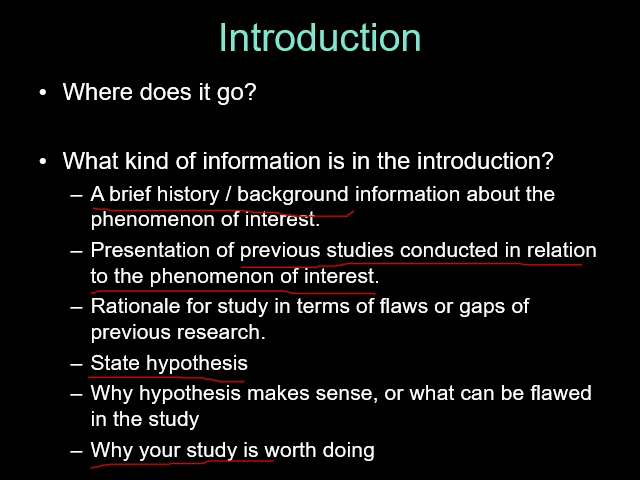 Introduction
• Where does it go?
• What kind of information is in the introduction?
– A brief history / background information about the
phenomenon of interest.
– Presentation of previous studies conducted in relation
to the phenomenon of interest.
– Rationale for study in terms of flaws or gaps of
previous research.
– State hypothesis
– Why hypothesis makes sense, or what can be flawed
in the study
– Why your study is worth doing